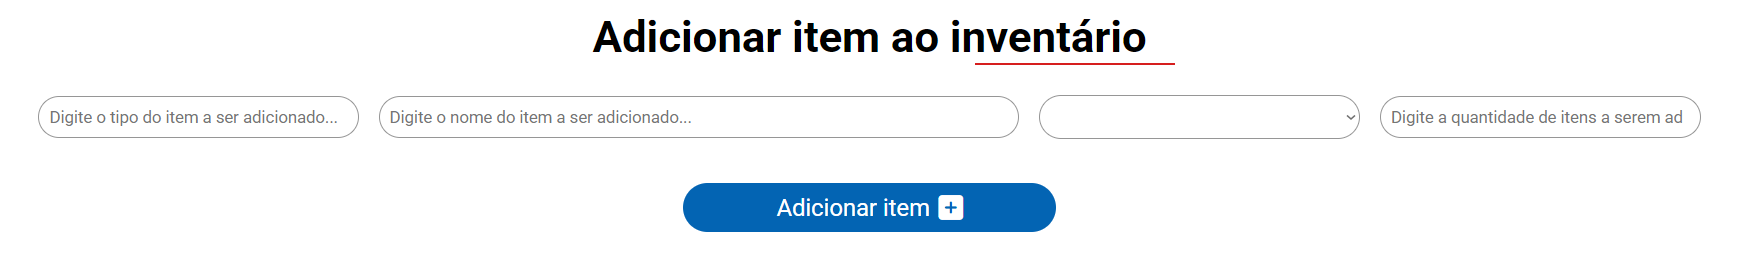 Adicionar item ao inventário
Digite o tipo do item a ser adicionado... Digite o nome do item a ser adicionado... Digite a quantidade de itens a serem ad
Adicionar item